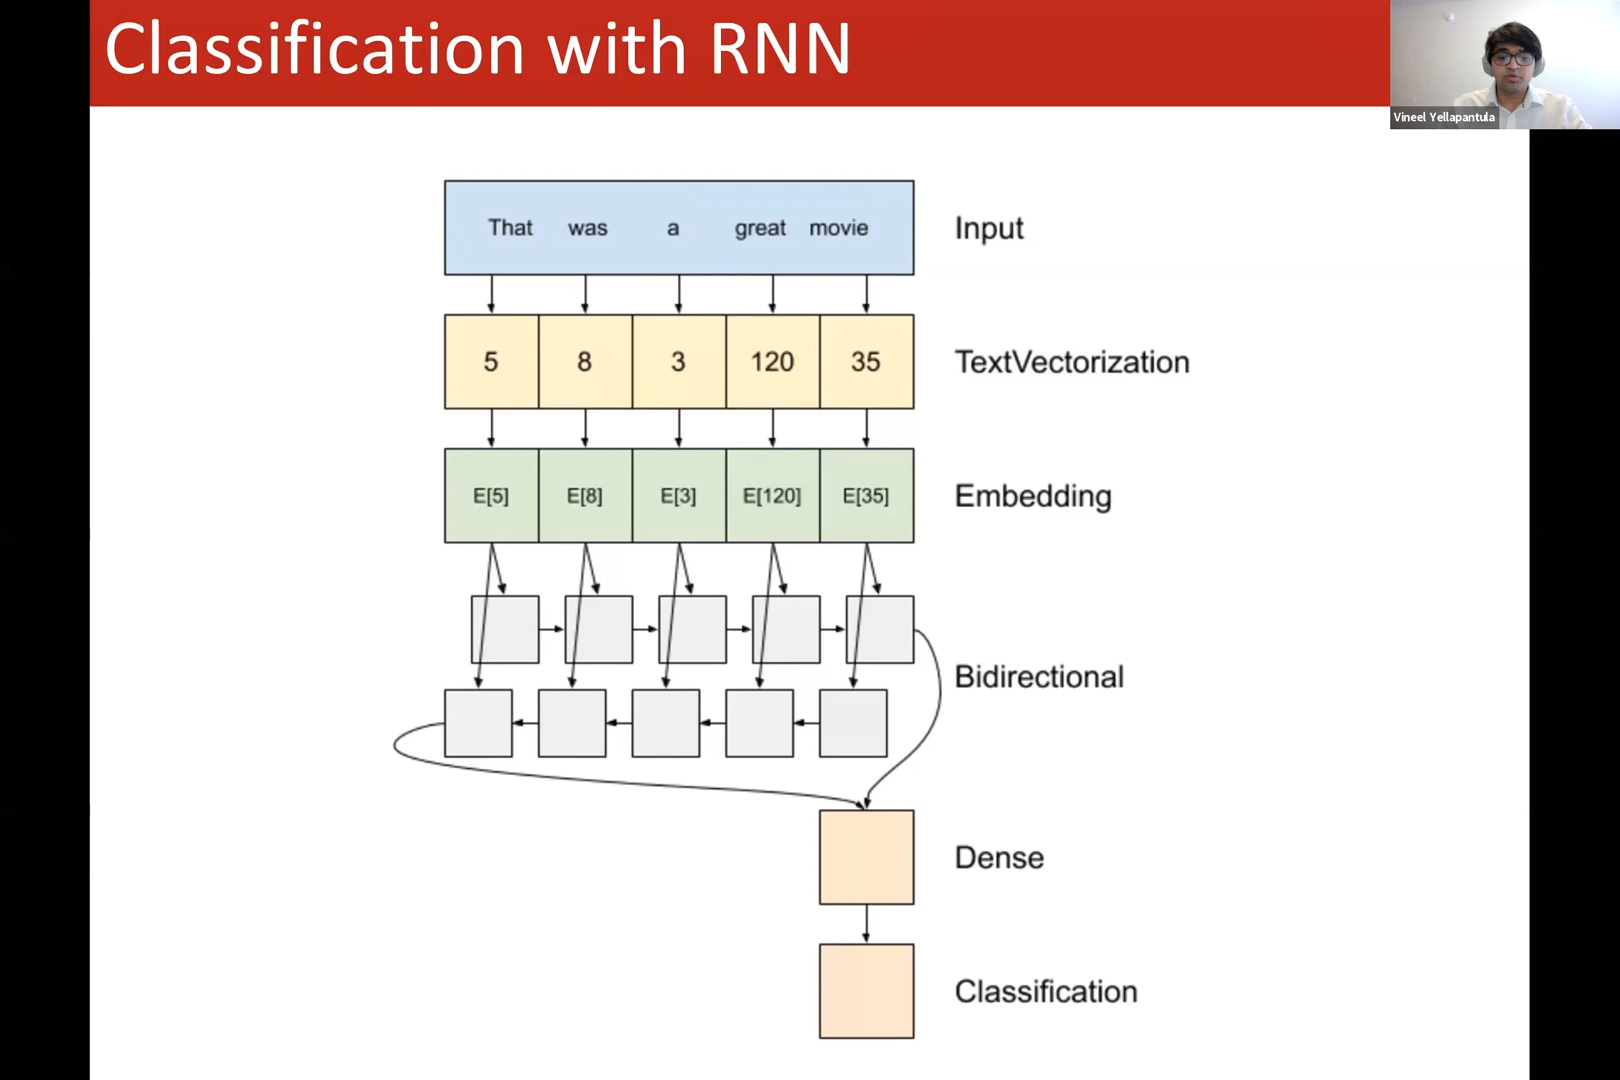 Classification with RNN
Vineel Yellapantula
That was a great movie
Input
5 8 3 120 35
TextVectorization
E[5] E[8] E[3] E[120] E[35]
Embedding
Bidirectional
Dense
Classification